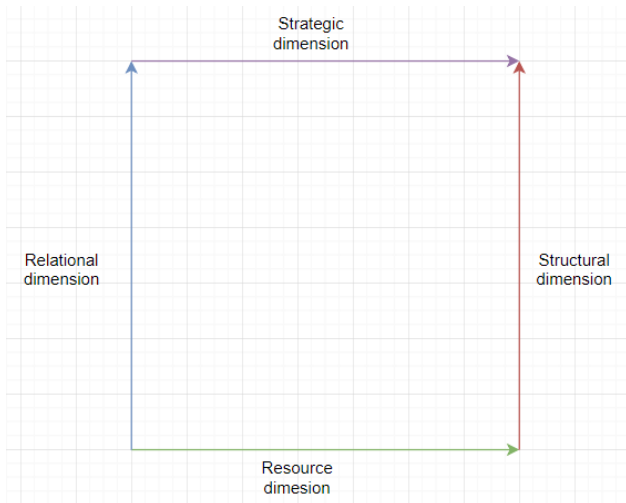 Strategic
dimension
Relational
dimension
Structural
dimension
Resource
dimesion